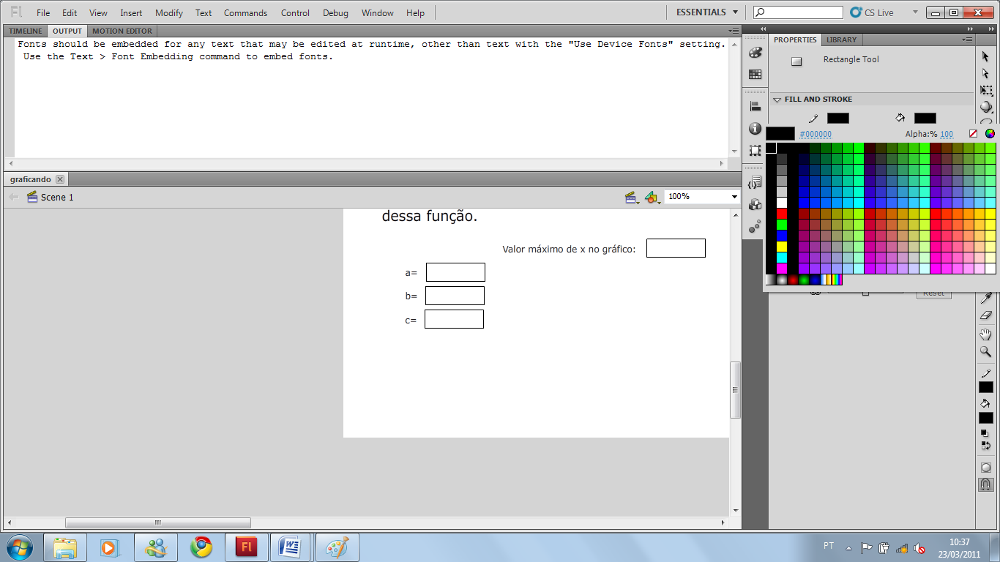 Fl File Edit View Insert Modify Text Commands Control Debug Window Help ESSENTIALS CS Live
TIMELINE OUTPUT MOTION EDITOR
Fonts should be embedded for any text that may be edited at runtime, other than text with the "Use Device Fonts" setting.
Use the Text > Font Embedding command to embed fonts.
PROPERTIES LIBRARY
Rectangle Tool
FILL AND STROKE
#000000 Alpha:% 100
graficando
Scene 1 100%
dessa função.
Valor máximo de x no gráfico:
a=
b=
c=
Reset
Fl
PT 10:37
23/03/2011